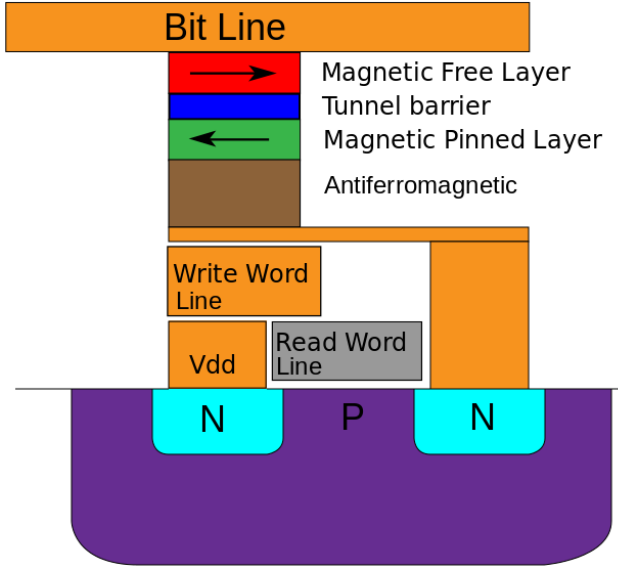 Bit Line
Magnetic Free Layer
Tunnel barrier
Magnetic Pinned Layer
Antiferromagnetic
Write Word
Line
Vdd
Read Word
Line
N
P
N